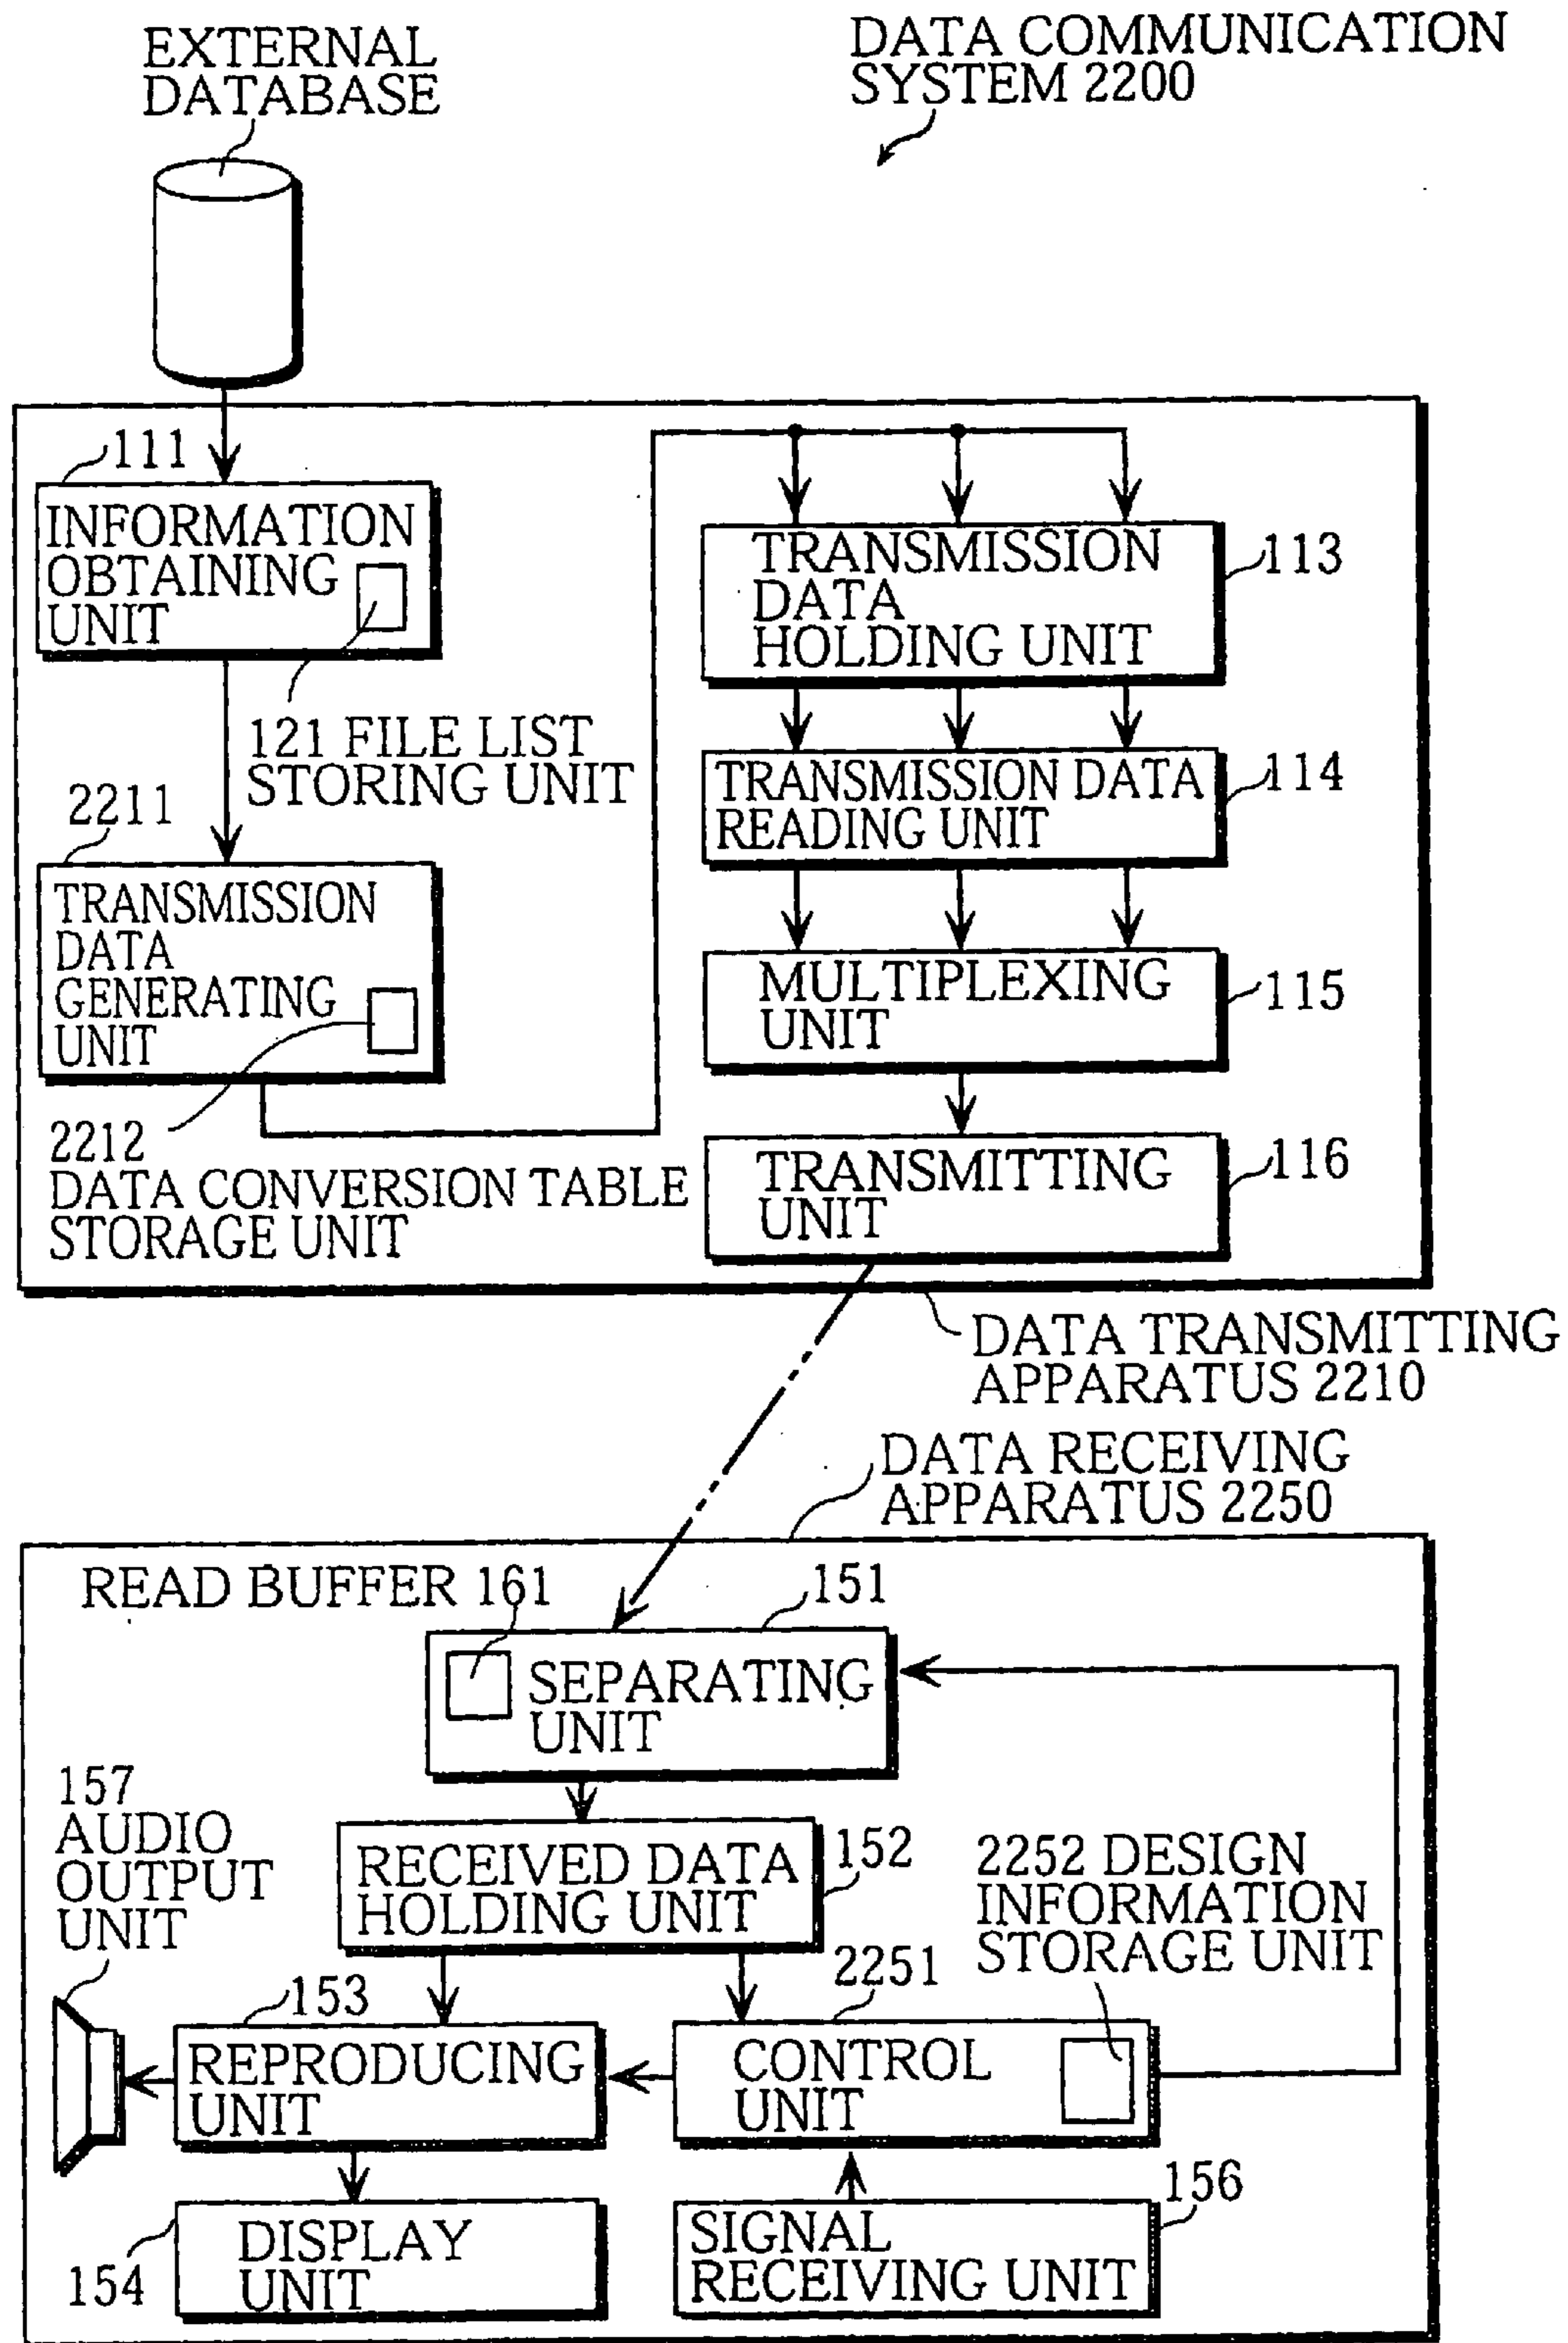 EXTERNAL
DATABASE
DATA COMMUNICATION
SYSTEM 2200
111
INFORMATION
OBTAINING
UNIT
121 FILE LIST
STORING UNIT
2211
TRANSMISSION
DATA
GENERATING
UNIT
2212
DATA CONVERSION TABLE
STORAGE UNIT
TRANSMISSION
DATA
HOLDING UNIT
113
TRANSMISSION DATA
READING UNIT
114
MULTIPLEXING
UNIT
115
TRANSMITTING
UNIT
116
DATA TRANSMITTING
APPARATUS 2210
DATA RECEIVING
APPARATUS 2250
READ BUFFER 161
151
SEPARATING
UNIT
157
AUDIO
OUTPUT
UNIT
RECEIVED DATA
HOLDING UNIT
152
2252 DESIGN
INFORMATION
STORAGE UNIT
153
REPRODUCING
UNIT
2251
CONTROL
UNIT
154
DISPLAY
UNIT
SIGNAL
RECEIVING UNIT
156